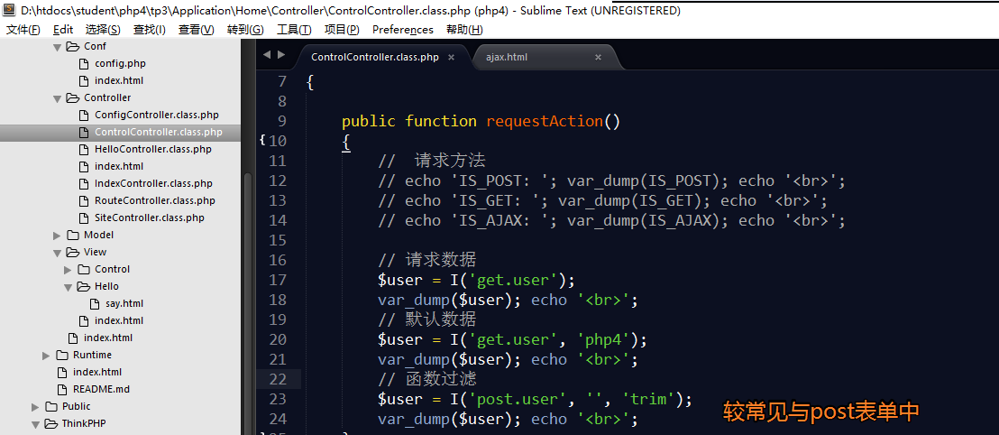 D:\htdocs\student\php4\tp3\Application\Home\Controller\ControlController.class.php (php4) - Sublime Text (UNREGISTERED)
文件(F) Edit 选择(S) 查找(I) 查看(V) 转到(G) 工具(T) 项目(P) Preferences 帮助(H)
Conf
config.php
index.html
Controller
ConfigController.class.php
ControlController.class.php
HelloController.class.php
index.html
IndexController.class.php
RouteController.class.php
SiteController.class.php
Model
View
Control
Hello
say.html
index.html
index.html
Runtime
index.html
README.md
Public
ThinkPHP
ControlController.class.php × ajax.html ×
7 {
8
9 public function requestAction()
10 {
11 // 请求方法
12 // echo 'IS_POST: '; var_dump(IS_POST); echo '<br>';
13 // echo 'IS_GET: '; var_dump(IS_GET); echo '<br>';
14 // echo 'IS_AJAX: '; var_dump(IS_AJAX); echo '<br>';
15
16 // 请求数据
17 $user = I('get.user');
18 var_dump($user); echo '<br>';
19 // 默认数据
20 $user = I('get.user', 'php4');
21 var_dump($user); echo '<br>';
22 // 函数过滤
23 $user = I('post.user', '', 'trim');
24 var_dump($user); echo '<br>';
较常见与post表单中